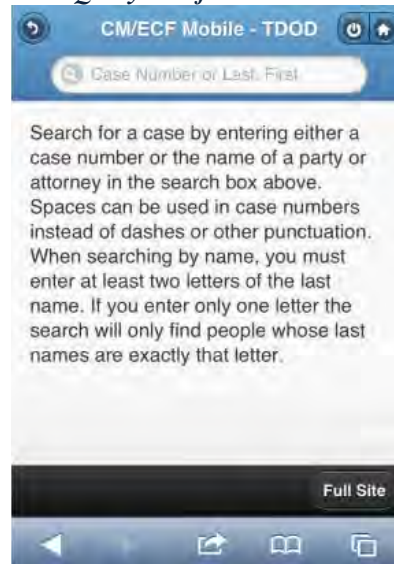 CM/ECF Mobile - TDOD
Case Number or Last, First
Search for a case by entering either a
case number or the name of a party or
attorney in the search box above.
Spaces can be used in case numbers
instead of dashes or other punctuation.
When searching by name, you must
enter at least two letters of the last
name. If you enter only one letter the
search will only find people whose last
names are exactly that letter.
Full Site